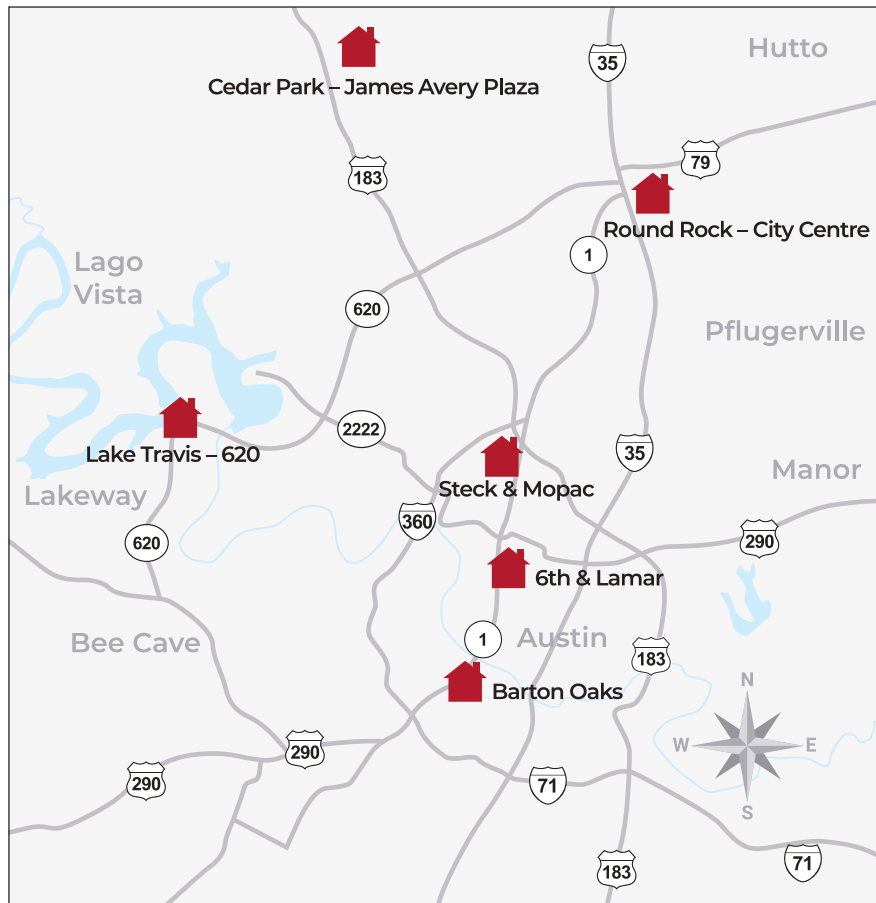 Hutto
35
Cedar Park – James Avery Plaza
79
183
Round Rock – City Centre
1
Lago
Vista
620
Pflugerville
2222
35
Lake Travis – 620
Manor
Steck & Mopac
Lakeway
360
620
290
6th & Lamar
Austin
1
Bee Cave
183
Barton Oaks
N
W
E
S
290
290
71
71
183